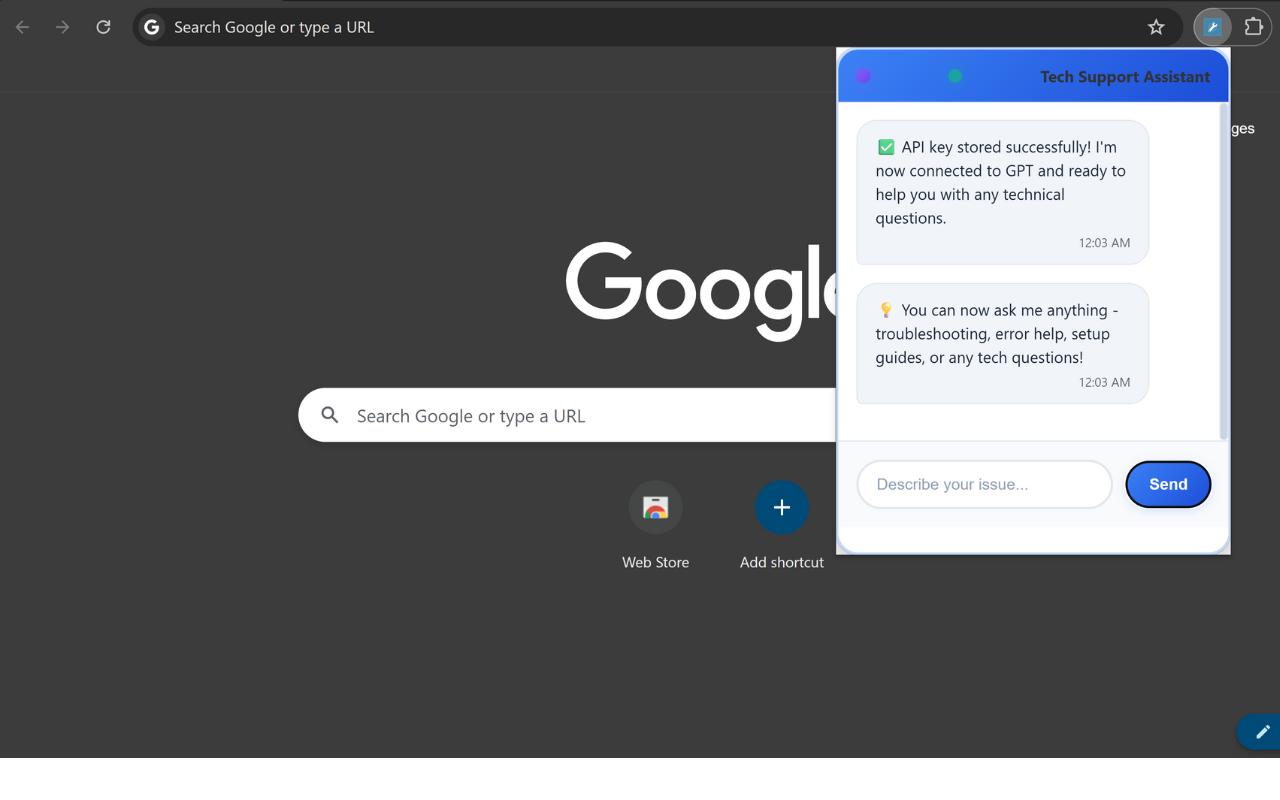 Search Google or type a URL
Tech Support Assistant
✅ API key stored successfully! I'm
now connected to GPT and ready to
help you with any technical
questions.
12:03 AM
💡 You can now ask me anything -
troubleshooting, error help, setup
guides, or any tech questions!
12:03 AM
Describe your issue...
Send
ges
Google
Search Google or type a URL
Web Store
Add shortcut